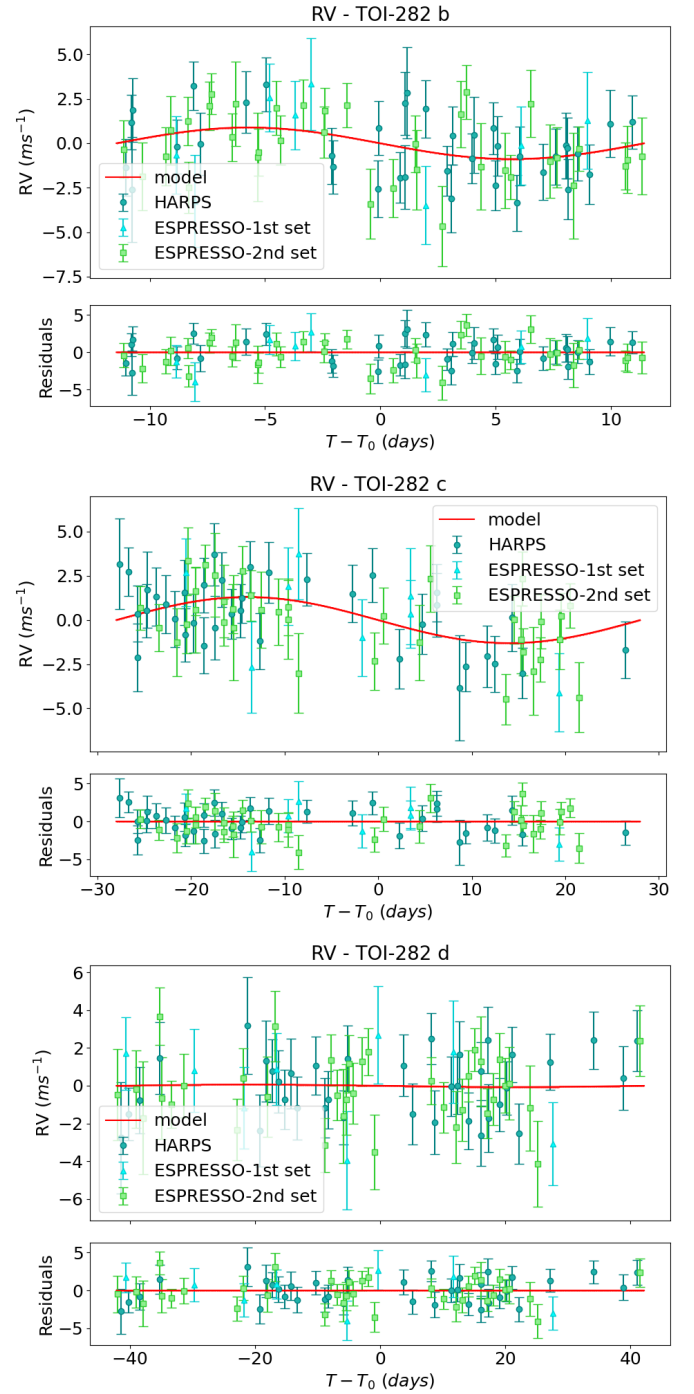 RV - TOI-282 b
5.0
2.5
0.0
−2.5
−5.0
−7.5
RV (ms⁻¹)
model
HARPS
ESPRESSO-1st set
ESPRESSO-2nd set
5
0
−5
Residuals
−10 −5 0 5 10
T − T₀ (days)
RV - TOI-282 c
5.0
2.5
0.0
−2.5
−5.0
RV (ms⁻¹)
model
HARPS
ESPRESSO-1st set
ESPRESSO-2nd set
5
0
−5
Residuals
−30 −20 −10 0 10 20 30
T − T₀ (days)
RV - TOI-282 d
6
4
2
0
−2
−4
−6
RV (ms⁻¹)
model
HARPS
ESPRESSO-1st set
ESPRESSO-2nd set
5
0
−5
Residuals
−40 −20 0 20 40
T − T₀ (days)